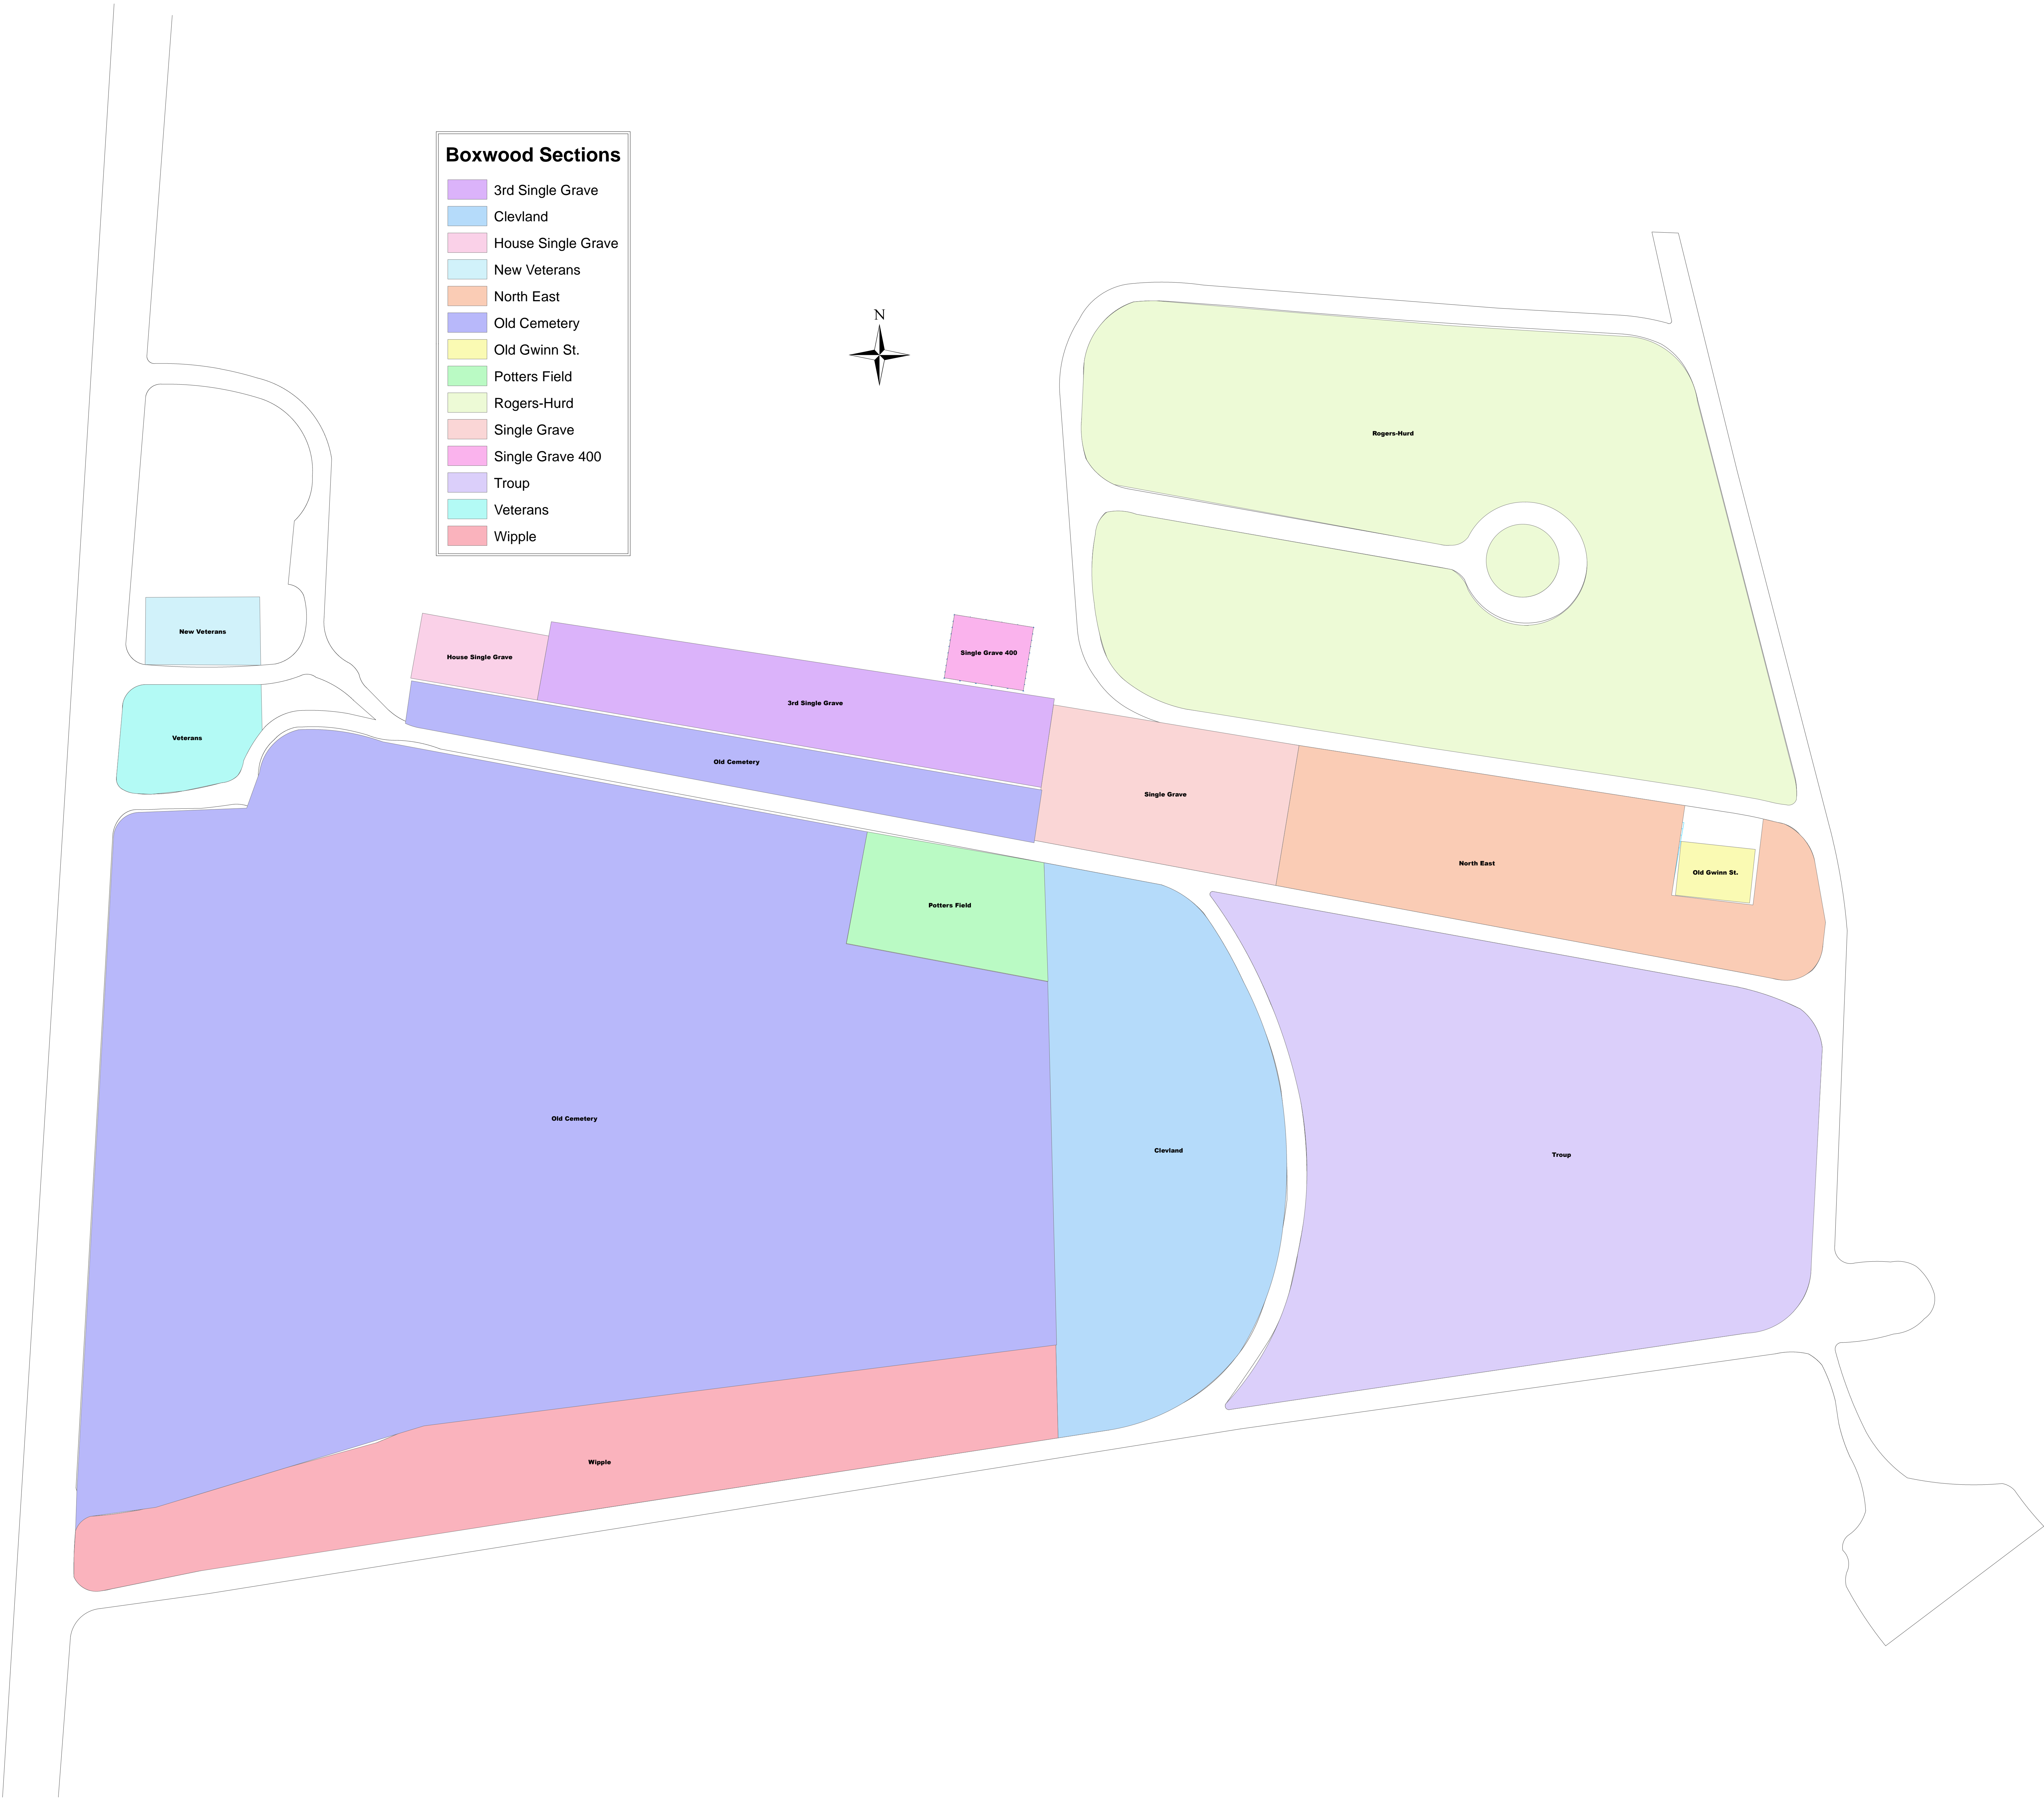 Boxwood Sections
3rd Single Grave
Clevland
House Single Grave
New Veterans
North East
Old Cemetery
Old Gwinn St.
Potters Field
Rogers-Hurd
Single Grave
Single Grave 400
Troup
Veterans
Wipple
N
Rogers-Hurd
New Veterans
House Single Grave
Single Grave 400
3rd Single Grave
Veterans
Old Cemetery
Single Grave
North East
Old Gwinn St.
Potters Field
Old Cemetery
Clevland
Troup
Wipple